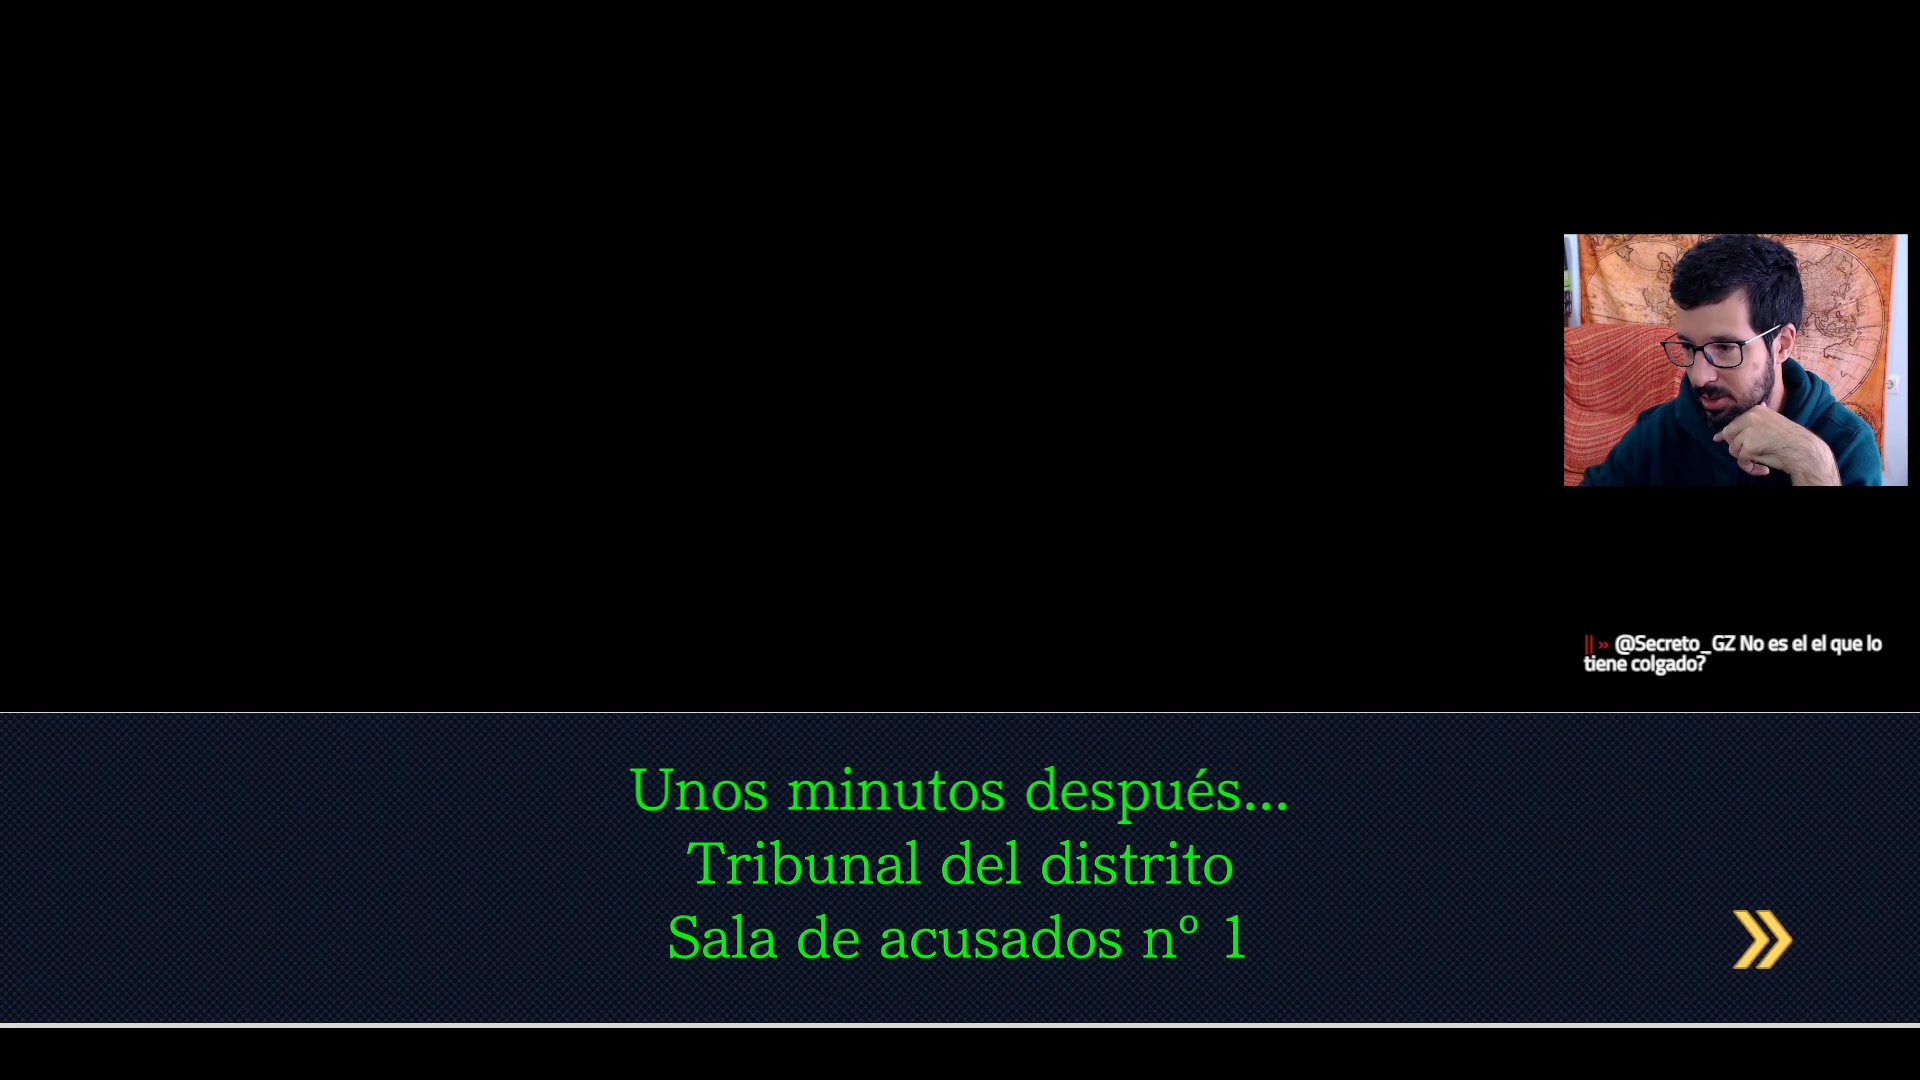 || » @Secreto_GZ No es el el que lo
tiene colgado?
Unos minutos después...
Tribunal del distrito
Sala de acusados nº 1